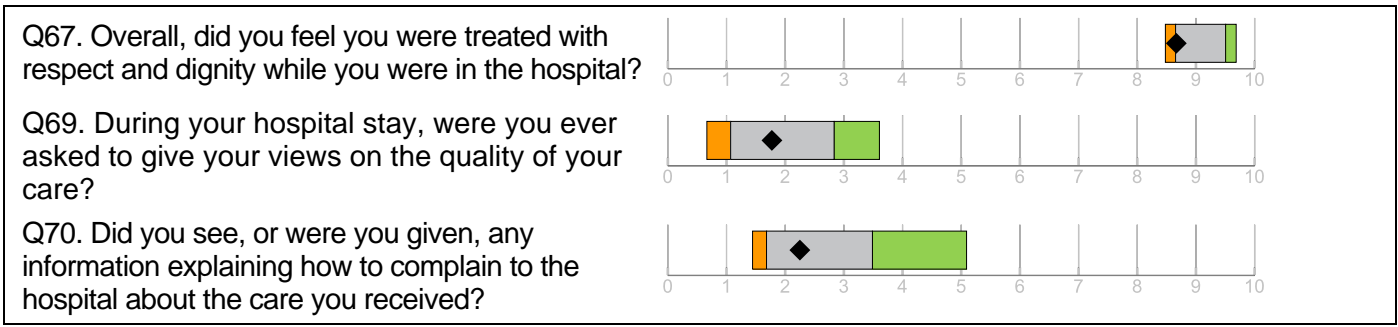 Q67. Overall, did you feel you were treated with
respect and dignity while you were in the hospital?
0 1 2 3 4 5 6 7 8 9 10
Q69. During your hospital stay, were you ever
asked to give your views on the quality of your
care?
0 1 2 3 4 5 6 7 8 9 10
Q70. Did you see, or were you given, any
information explaining how to complain to the
hospital about the care you received?
0 1 2 3 4 5 6 7 8 9 10